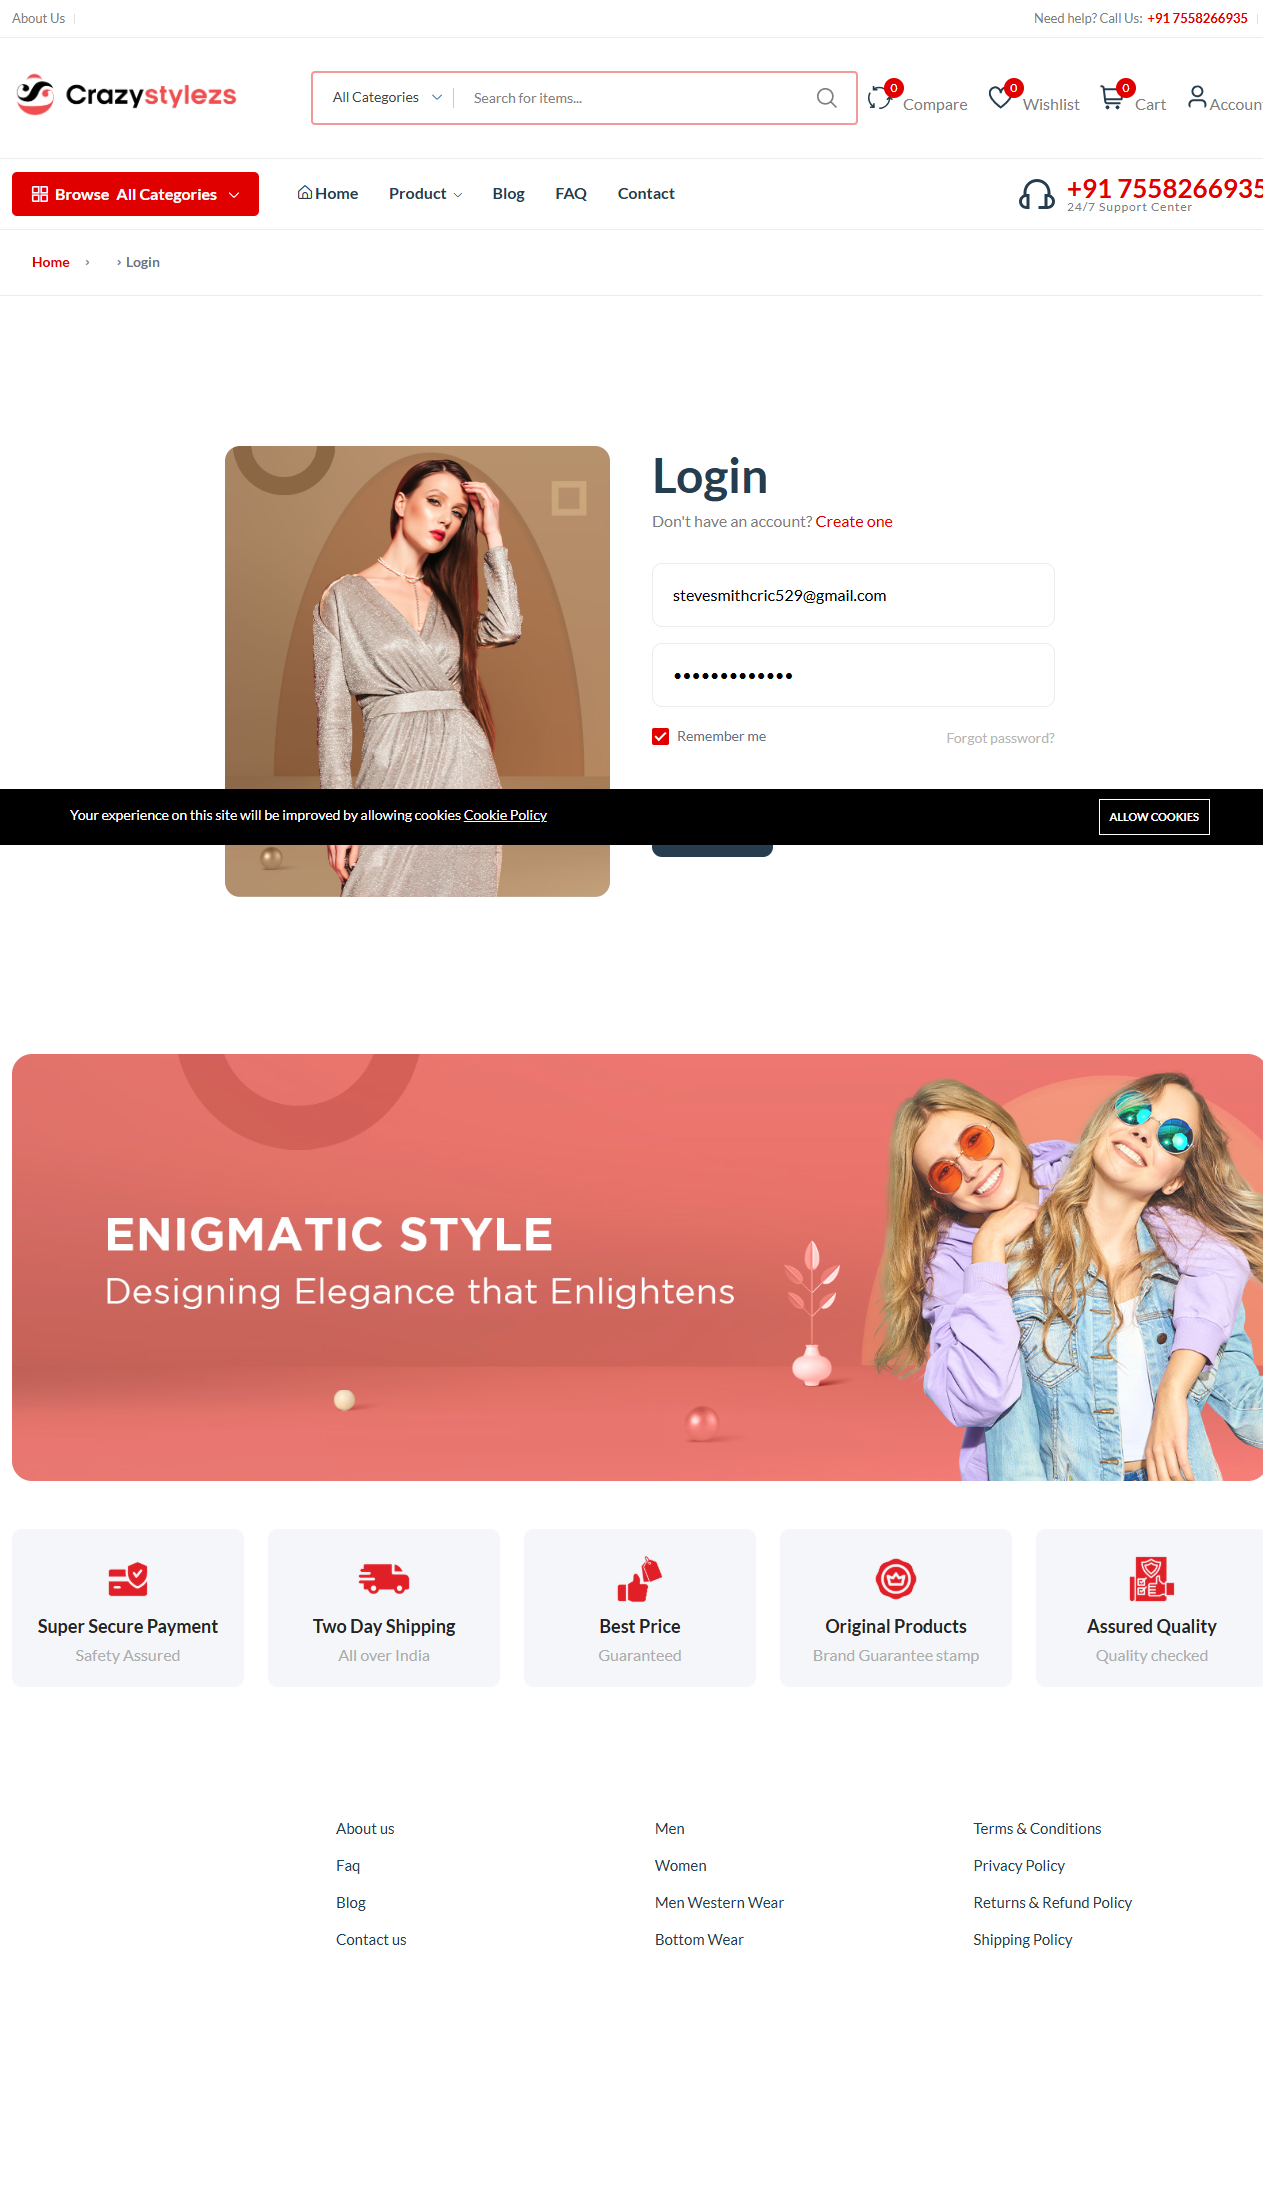 About Us
Need help? Call Us: +91 7558266935
Crazystylezs
All Categories
Search for items...
0
Compare
0
Wishlist
0
Cart
Accoun
Browse All Categories
Home
Product
Blog
FAQ
Contact
+91 7558266935
24/7 Support Center
Home › › Login
Login
Don't have an account? Create one
stevesmithcric529@gmail.com
•••••••••••••
Remember me
Forgot password?
Your experience on this site will be improved by allowing cookies Cookie Policy
ALLOW COOKIES
ENIGMATIC STYLE
Designing Elegance that Enlightens
Super Secure Payment
Safety Assured
Two Day Shipping
All over India
Best Price
Guaranteed
Original Products
Brand Guarantee stamp
Assured Quality
Quality checked
About us
Faq
Blog
Contact us
Men
Women
Men Western Wear
Bottom Wear
Terms & Conditions
Privacy Policy
Returns & Refund Policy
Shipping Policy